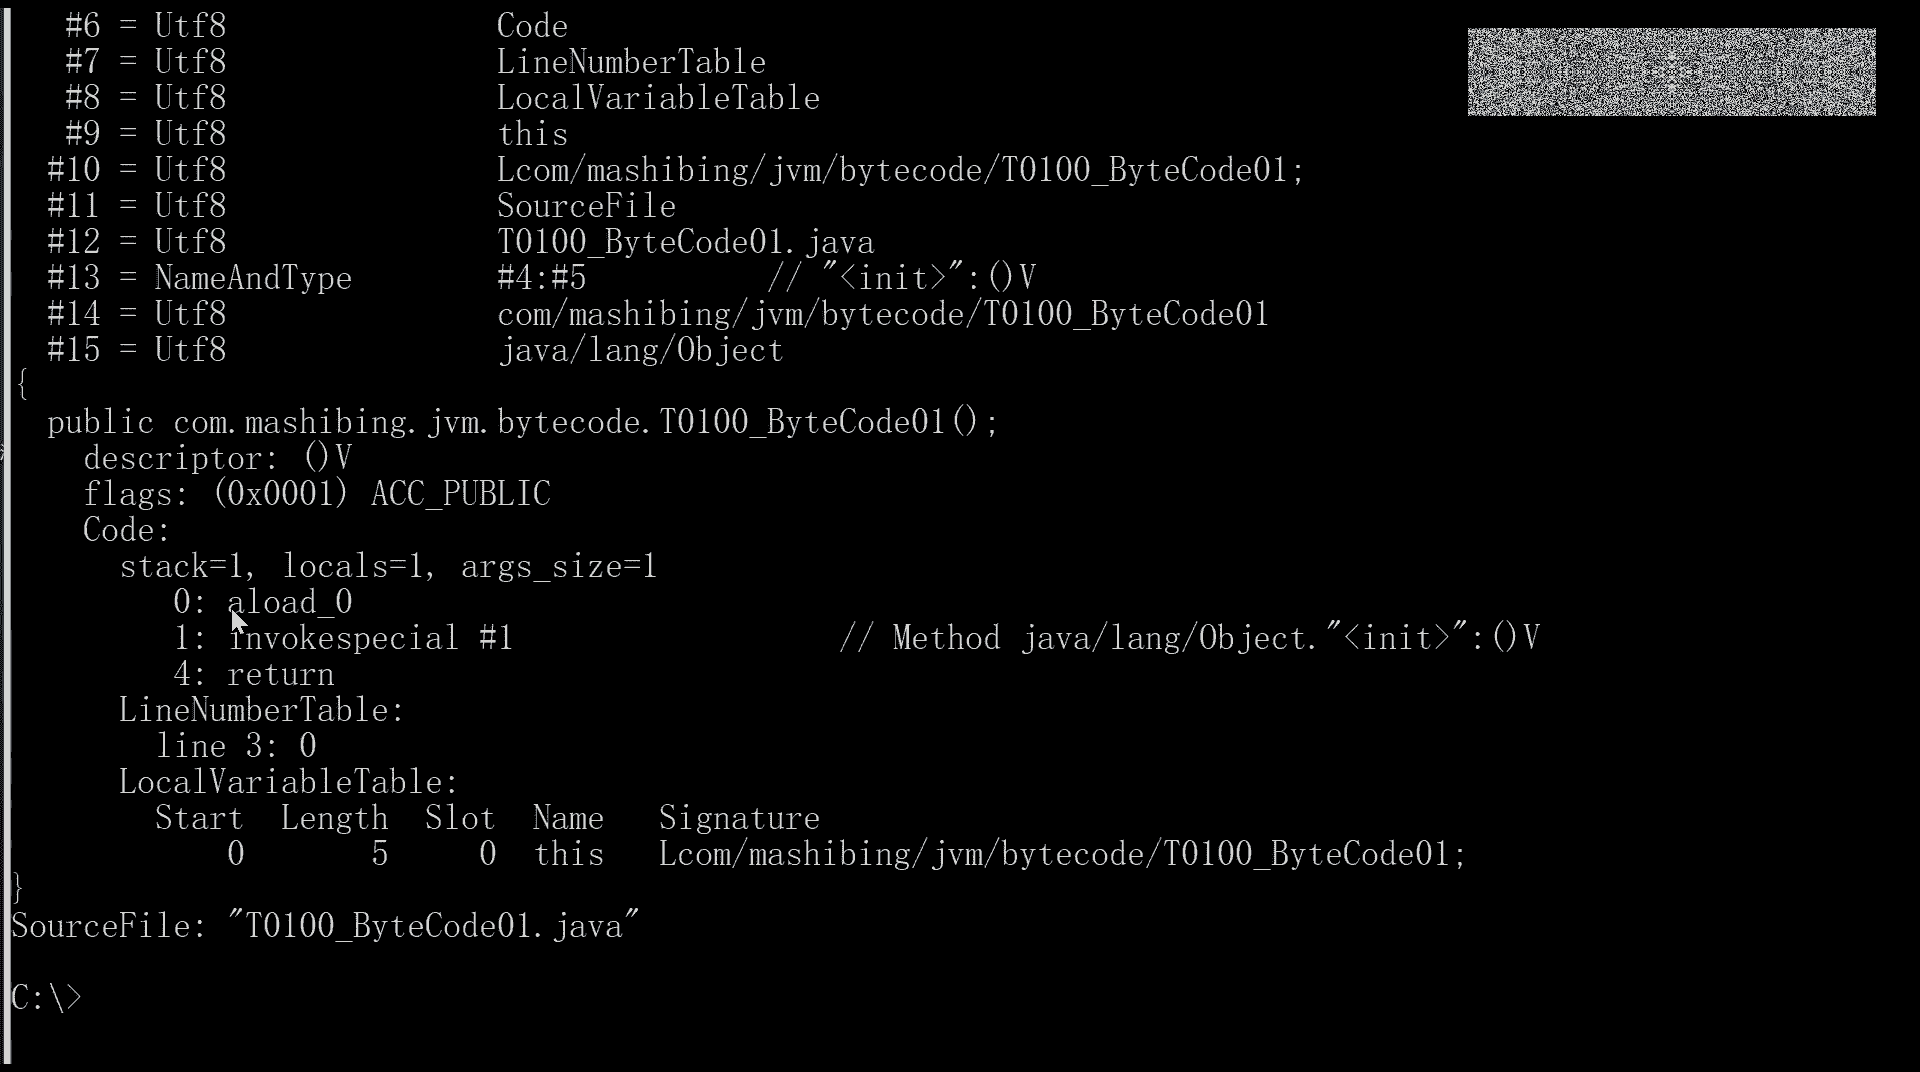 #6 = Utf8 Code
#7 = Utf8 LineNumberTable
#8 = Utf8 LocalVariableTable
#9 = Utf8 this
#10 = Utf8 Lcom/mashibing/jvm/bytecode/T0100_ByteCode01;
#11 = Utf8 SourceFile
#12 = Utf8 T0100_ByteCode01.java
#13 = NameAndType #4:#5 // "<init>":()V
#14 = Utf8 com/mashibing/jvm/bytecode/T0100_ByteCode01
#15 = Utf8 java/lang/Object
{
public com.mashibing.jvm.bytecode.T0100_ByteCode01();
descriptor: ()V
flags: (0x0001) ACC_PUBLIC
Code:
stack=1, locals=1, args_size=1
0: aload_0
1: invokespecial #1 // Method java/lang/Object."<init>":()V
4: return
LineNumberTable:
line 3: 0
LocalVariableTable:
Start Length Slot Name Signature
0 5 0 this Lcom/mashibing/jvm/bytecode/T0100_ByteCode01;
}
SourceFile: "T0100_ByteCode01.java"
C:\>